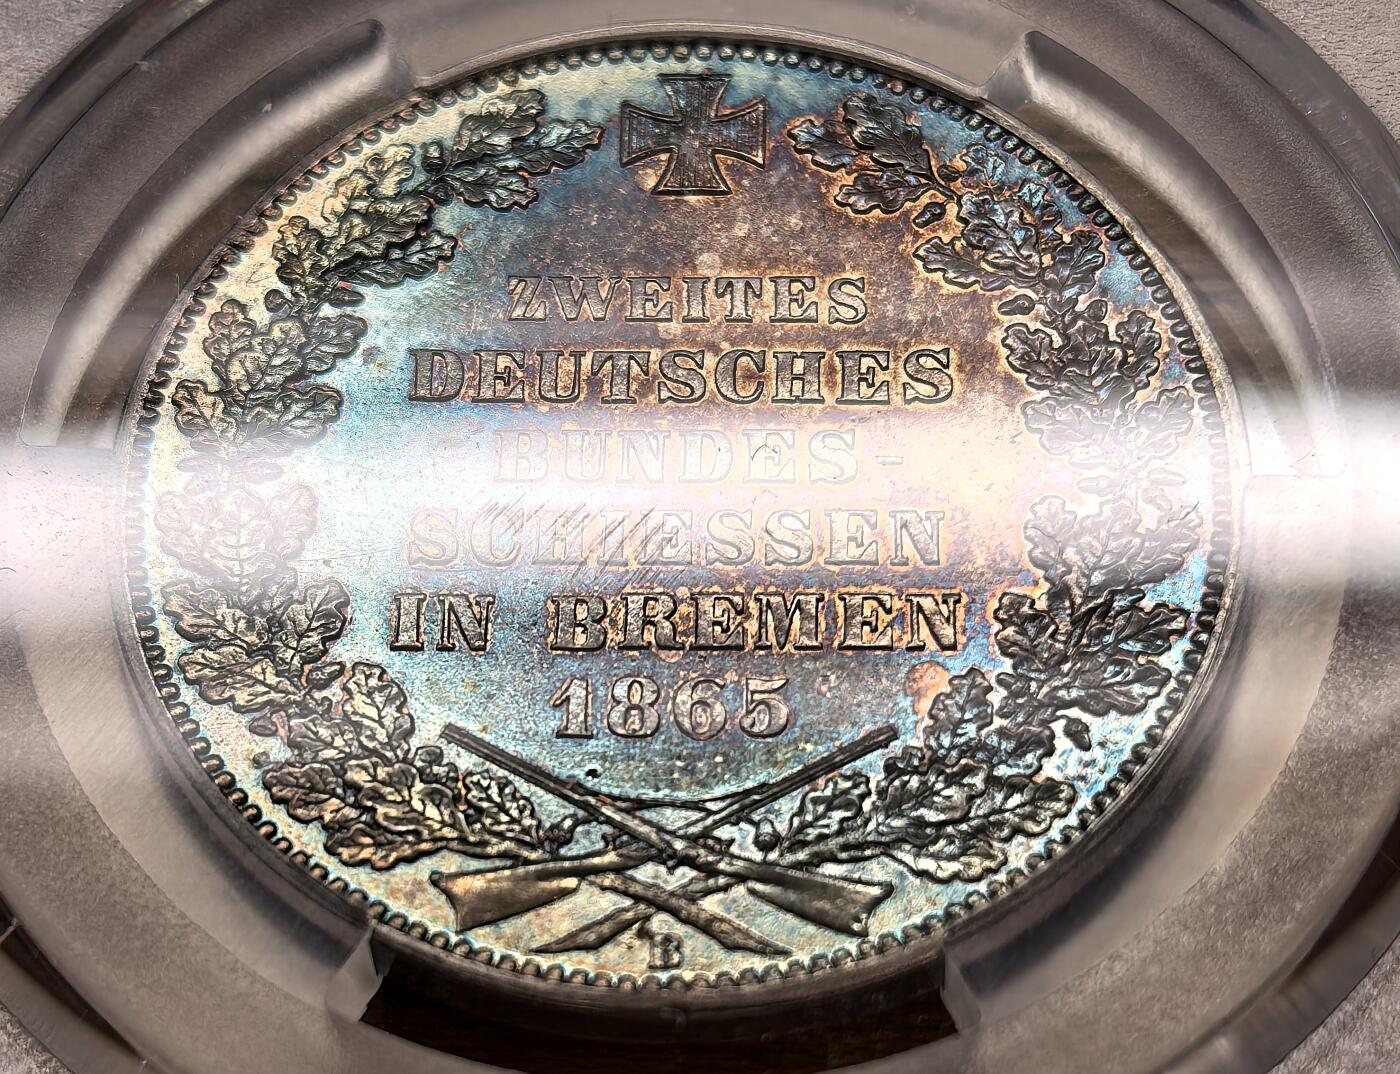 ZWEITES
DEUTSCHES
BUNDES-
SCHIESSEN
IN BREMEN
1865
B